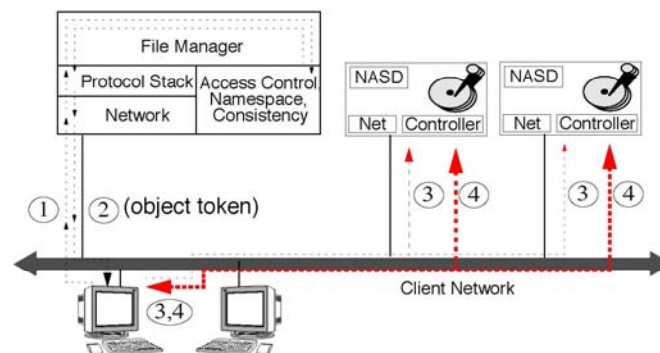 File Manager
Protocol Stack
Network
Access Control,
Namespace,
Consistency
NASD
Net
Controller
NASD
Net
Controller
1
2 (object token)
3
4
3
4
3,4
Client Network